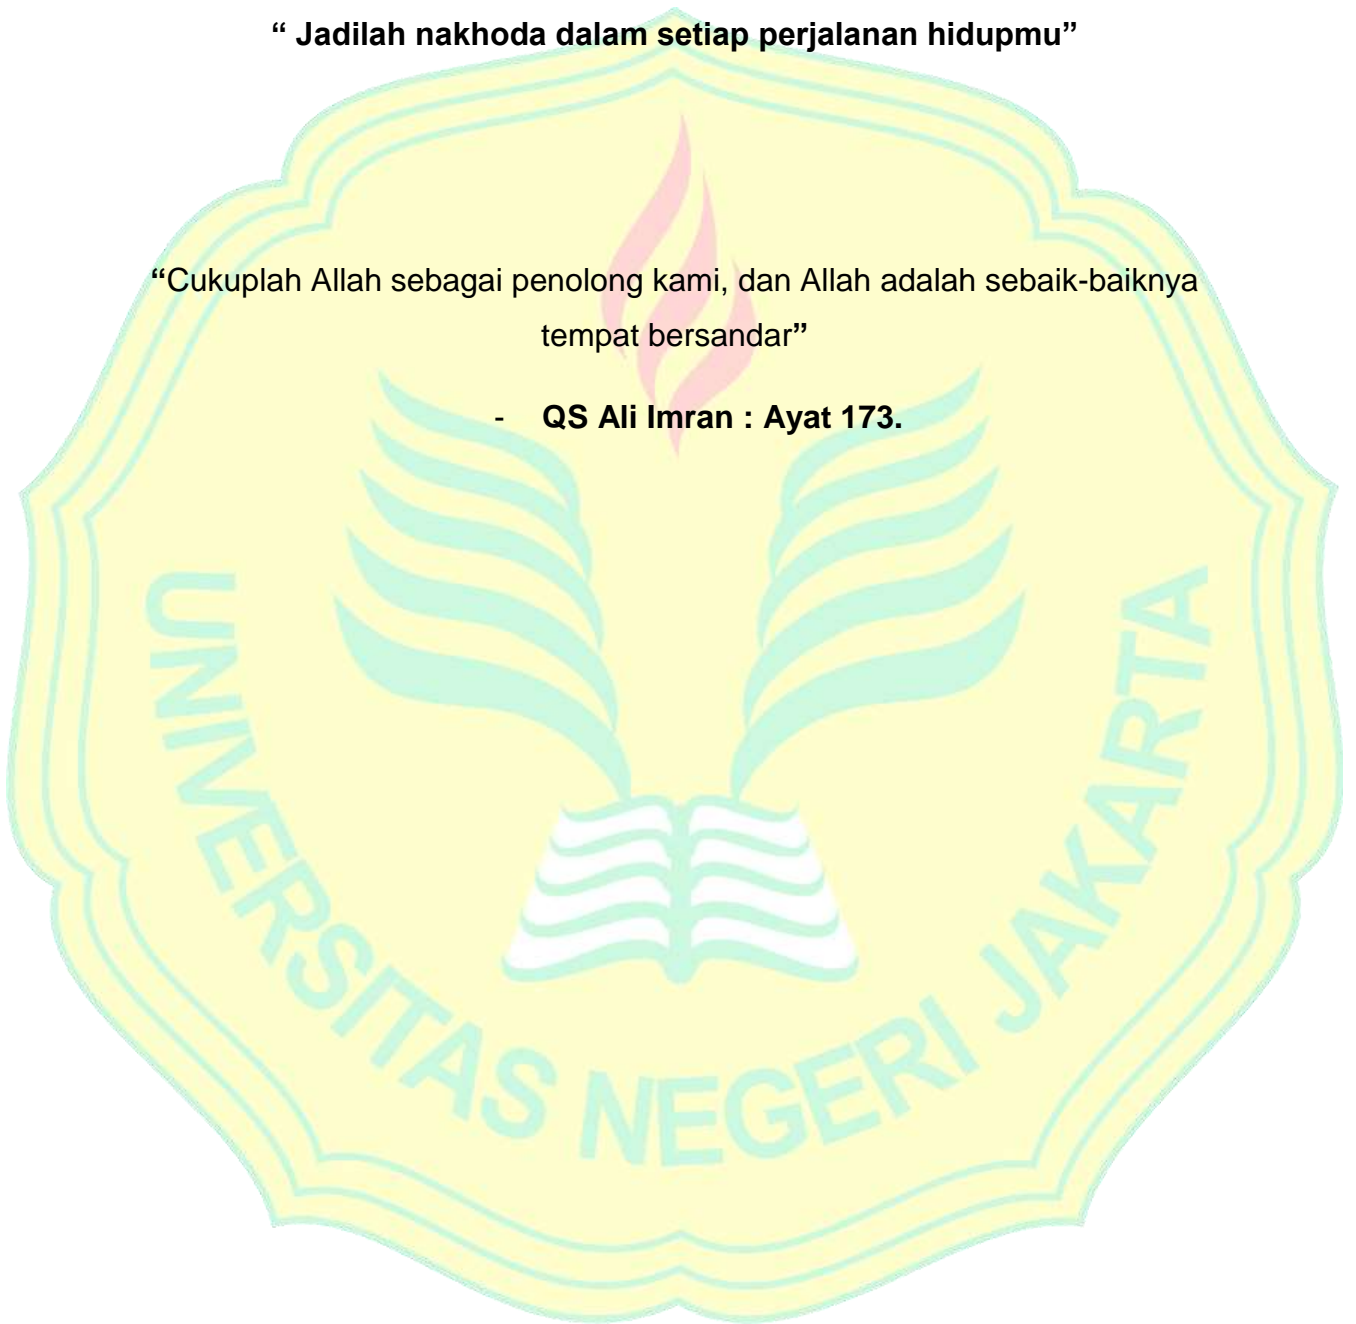 “ Jadilah nakhoda dalam setiap perjalanan hidupmu”
“Cukuplah Allah sebagai penolong kami, dan Allah adalah sebaik-baiknya
tempat bersandar”
- QS Ali Imran : Ayat 173.
UNIVERSITAS NEGERI JAKARTA